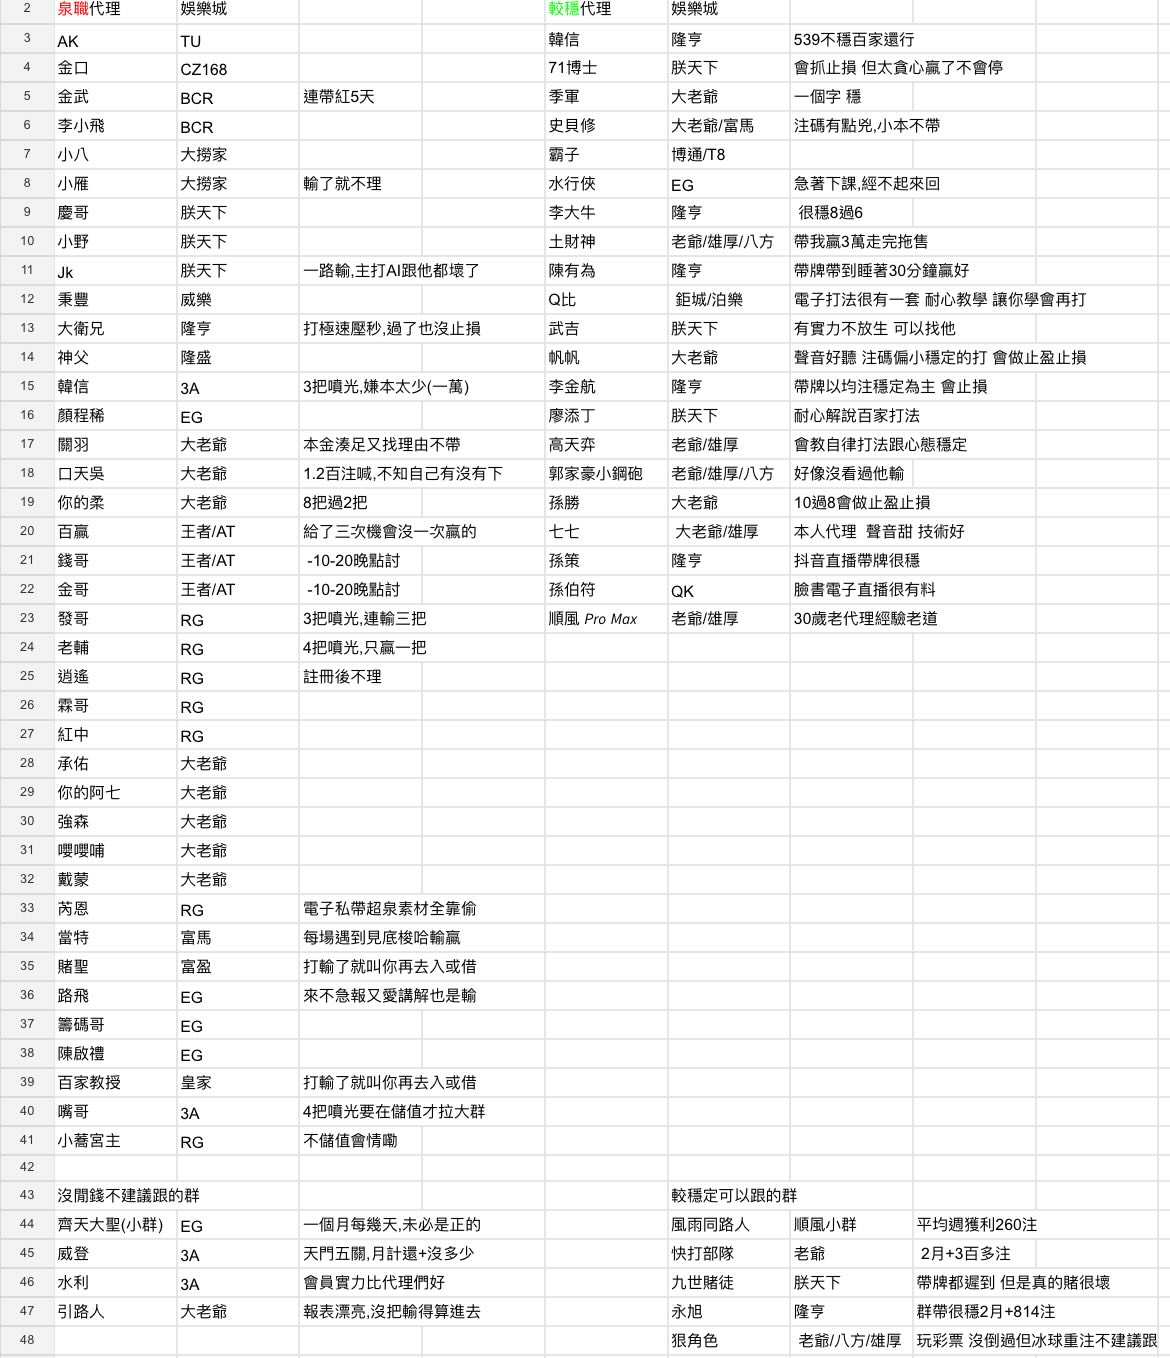 2 泉職代理 娛樂城 較穩代理 娛樂城
3 AK TU 韓信 隆亨 539不穩百家還行
4 金口 CZ168 71博士 朕天下 會抓止損 但太貪心贏了不會停
5 金武 BCR 連帶紅5天 季軍 大老爺 一個字 穩
6 李小飛 BCR 史貝修 大老爺/富馬 注碼有點兇,小本不帶
7 小八 大撈家 霸子 博通/T8
8 小雁 大撈家 輸了就不理 水行俠 EG 急著下課,經不起來回
9 慶哥 朕天下 李大牛 隆亨 很穩8過6
10 小野 朕天下 土財神 老爺/雄厚/八方 帶我贏3萬走完拖售
11 Jk 朕天下 一路輸,主打AI跟他都壞了 陳有為 隆亨 帶牌帶到睡著30分鐘贏好
12 秉豐 威樂 Q比 鉅城/泊樂 電子打法很有一套 耐心教學 讓你學會再打
13 大衛兄 隆亨 打極速壓秒,過了也沒止損 武吉 朕天下 有實力不放生 可以找他
14 神父 隆盛 帆帆 大老爺 聲音好聽 注碼偏小穩定的打 會做止盈止損
15 韓信 3A 3把噴光,嫌本太少(一萬) 李金航 隆亨 帶牌以均注穩定為主 會止損
16 顏程稀 EG 廖添丁 朕天下 耐心解說百家打法
17 關羽 大老爺 本金湊足又找理由不帶 高天弈 老爺/雄厚 會教自律打法跟心態穩定
18 口天吳 大老爺 1.2百注喊,不知自己有沒有下 郭家豪小鋼砲 老爺/雄厚/八方 好像沒看過他輸
19 你的柔 大老爺 8把過2把 孫勝 大老爺 10過8會做止盈止損
20 百贏 王者/AT 給了三次機會沒一次贏的 七七 大老爺/雄厚 本人代理 聲音甜 技術好
21 錢哥 王者/AT -10-20晚點討 孫策 隆亨 抖音直播帶牌很穩
22 金哥 王者/AT -10-20晚點討 孫伯符 QK 臉書電子直播很有料
23 發哥 RG 3把噴光,連輸三把 順風 Pro Max 老爺/雄厚 30歲老代理經驗老道
24 老輔 RG 4把噴光,只贏一把
25 逍遙 RG 註冊後不理
26 霖哥 RG
27 紅中 RG
28 承佑 大老爺
29 你的阿七 大老爺
30 強森 大老爺
31 嚶嚶哺 大老爺
32 戴蒙 大老爺
33 芮恩 RG 電子私帶超泉素材全靠偷
34 當特 富馬 每場遇到見底梭哈輸贏
35 賭聖 富盈 打輸了就叫你再去入或借
36 路飛 EG 來不急報又愛講解也是輸
37 籌碼哥 EG
38 陳啟禮 EG
39 百家教授 皇家 打輸了就叫你再去入或借
40 嘴哥 3A 4把噴光要在儲值才拉大群
41 小蕎宮主 RG 不儲值會情嘞
42
43 沒閒錢不建議跟的群 較穩定可以跟的群
44 齊天大聖(小群) EG 一個月每幾天,未必是正的 風雨同路人 順風小群 平均週獲利260注
45 威登 3A 天門五關,月計還+沒多少 快打部隊 老爺 2月+3百多注
46 水利 3A 會員實力比代理們好 九世賭徒 朕天下 帶牌都遲到 但是真的賭很壞
47 引路人 大老爺 報表漂亮,沒把輸得算進去 永旭 隆亨 群帶很穩2月+814注
48 狠角色 老爺/八方/雄厚 玩彩票 沒倒過但冰球重注不建議跟